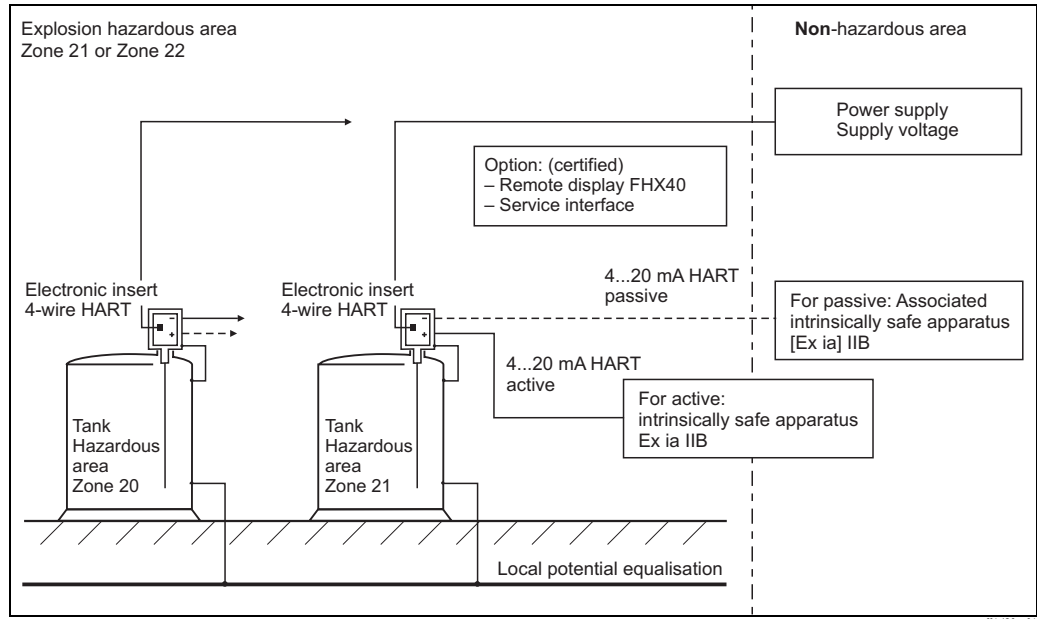 Explosion hazardous area
Zone 21 or Zone 22
Non-hazardous area
Power supply
Supply voltage
Option: (certified)
– Remote display FHX40
– Service interface
Electronic insert
4-wire HART
Electronic insert
4-wire HART
4...20 mA HART
passive
For passive: Associated
intrinsically safe apparatus
[Ex ia] IIB
4...20 mA HART
active
For active:
intrinsically safe apparatus
Ex ia IIB
Tank
Hazardous
area
Zone 20
Tank
Hazardous
area
Zone 21
Local potential equalisation